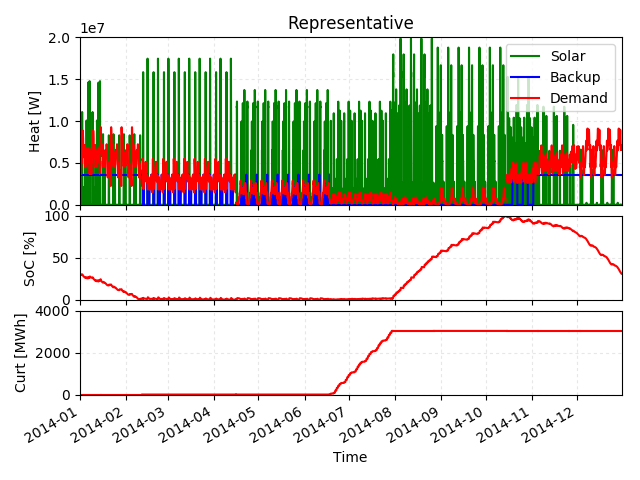 Representative
1e7
2.0
1.5
1.0
0.5
0.0
Heat [W]
Solar
Backup
Demand
100
50
0
SoC [%]
4000
2000
0
Curt [MWh]
2014-01
2014-02
2014-03
2014-04
2014-05
2014-06
2014-07
2014-08
2014-09
2014-10
2014-11
2014-12
Time